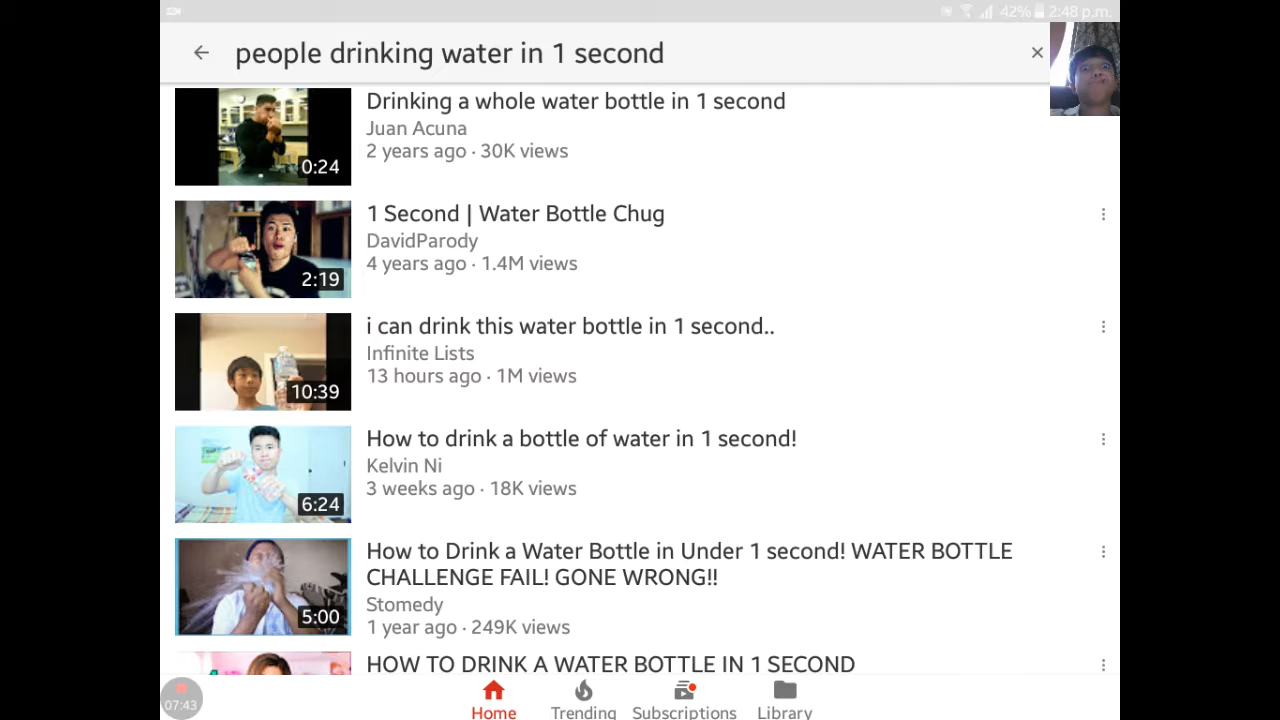 42% 2:48 p.m.
people drinking water in 1 second
Drinking a whole water bottle in 1 second
Juan Acuna
2 years ago · 30K views
0:24
1 Second | Water Bottle Chug
DavidParody
4 years ago · 1.4M views
2:19
i can drink this water bottle in 1 second..
Infinite Lists
13 hours ago · 1M views
10:39
How to drink a bottle of water in 1 second!
Kelvin Ni
3 weeks ago · 18K views
6:24
How to Drink a Water Bottle in Under 1 second! WATER BOTTLE
CHALLENGE FAIL! GONE WRONG!!
Stomedy
1 year ago · 249K views
5:00
HOW TO DRINK A WATER BOTTLE IN 1 SECOND
07:43
Home Trending Subscriptions Library